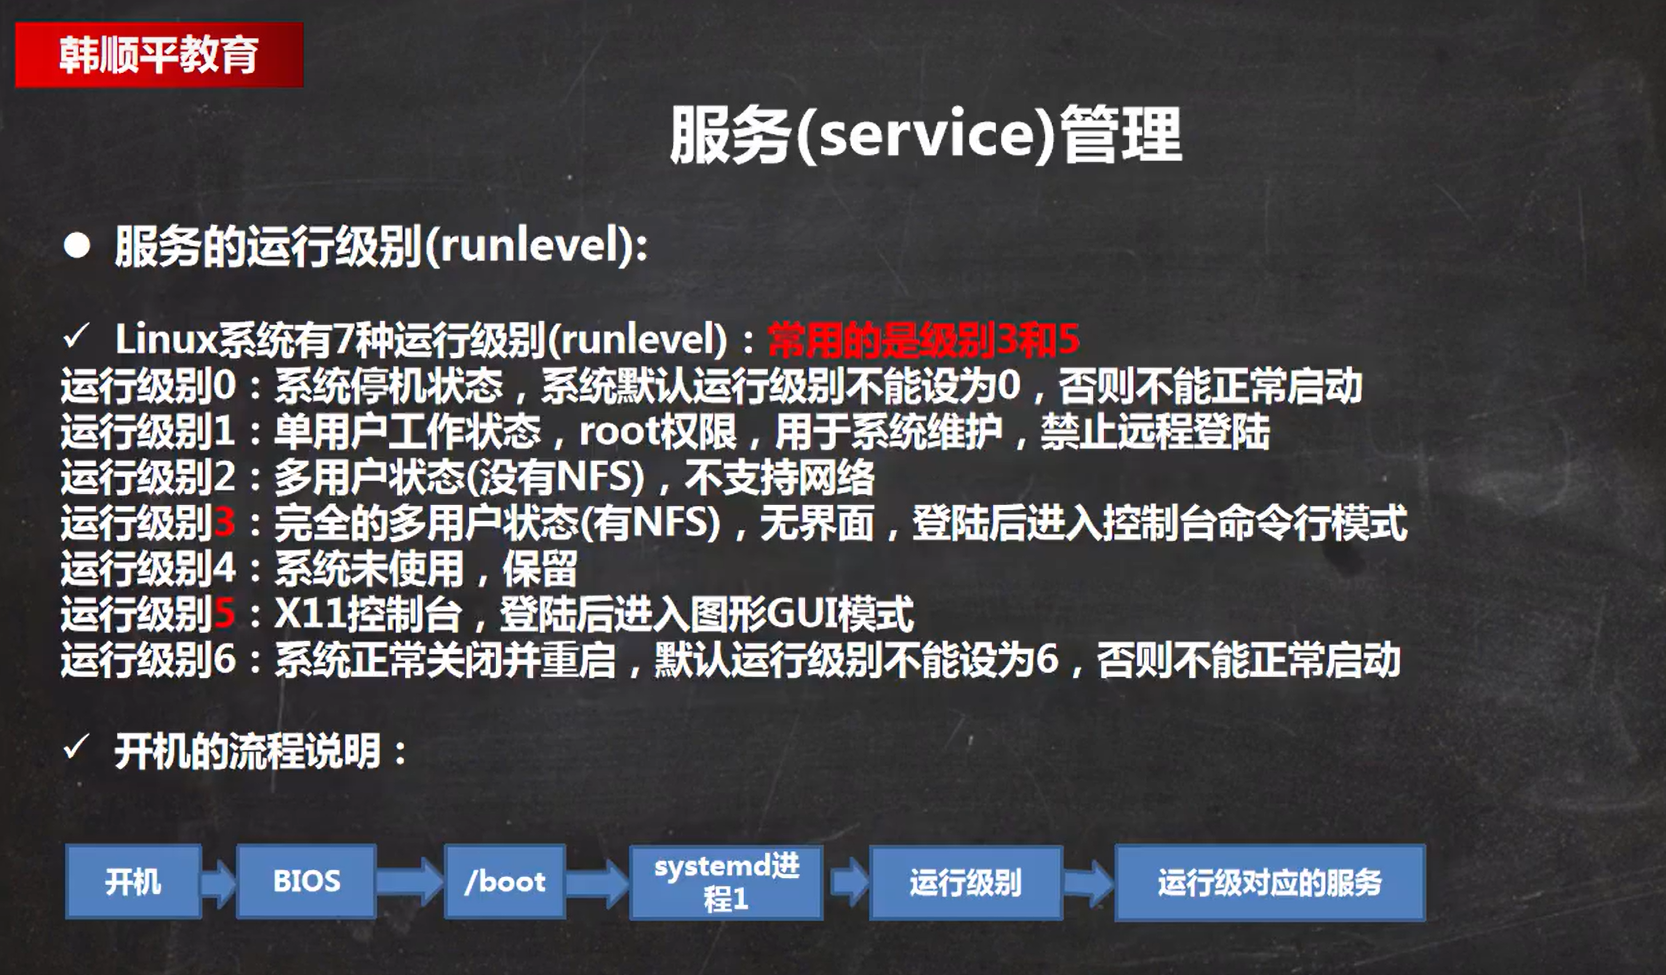 韩顺平教育
服务(service)管理
● 服务的运行级别(runlevel):
✓ Linux系统有7种运行级别(runlevel)：常用的是级别3和5
运行级别0：系统停机状态，系统默认运行级别不能设为0，否则不能正常启动
运行级别1：单用户工作状态，root权限，用于系统维护，禁止远程登陆
运行级别2：多用户状态(没有NFS)，不支持网络
运行级别3：完全的多用户状态(有NFS)，无界面，登陆后进入控制台命令行模式
运行级别4：系统未使用，保留
运行级别5：X11控制台，登陆后进入图形GUI模式
运行级别6：系统正常关闭并重启，默认运行级别不能设为6，否则不能正常启动
✓ 开机的流程说明：
开机
BIOS
/boot
systemd进
程1
运行级别
运行级对应的服务